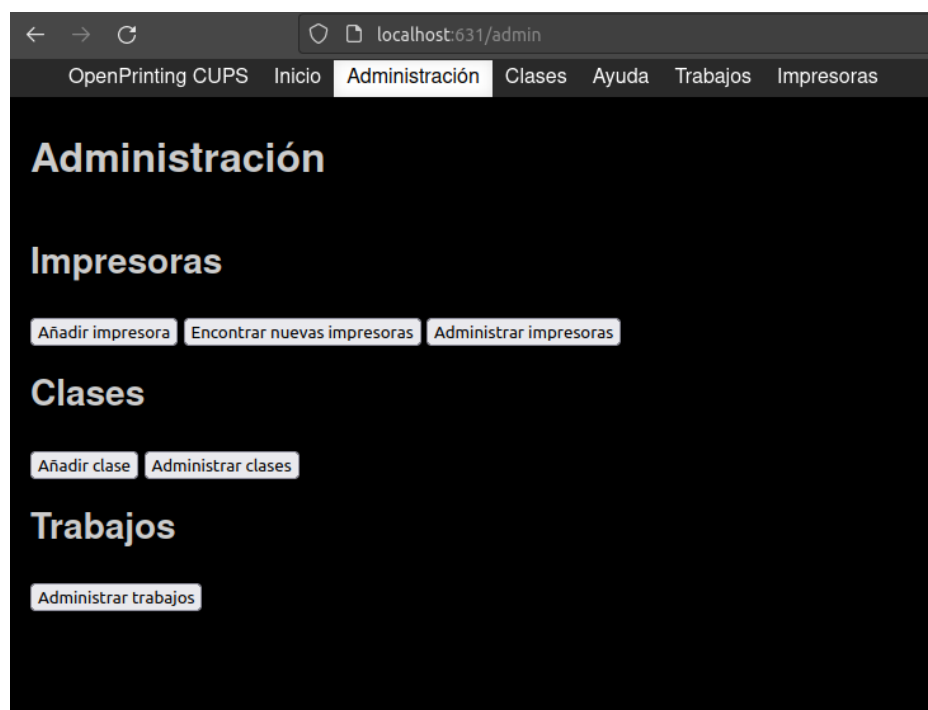 localhost:631/admin
OpenPrinting CUPS Inicio Administración Clases Ayuda Trabajos Impresoras
Administración
Impresoras
Añadir impresora Encontrar nuevas impresoras Administrar impresoras
Clases
Añadir clase Administrar clases
Trabajos
Administrar trabajos